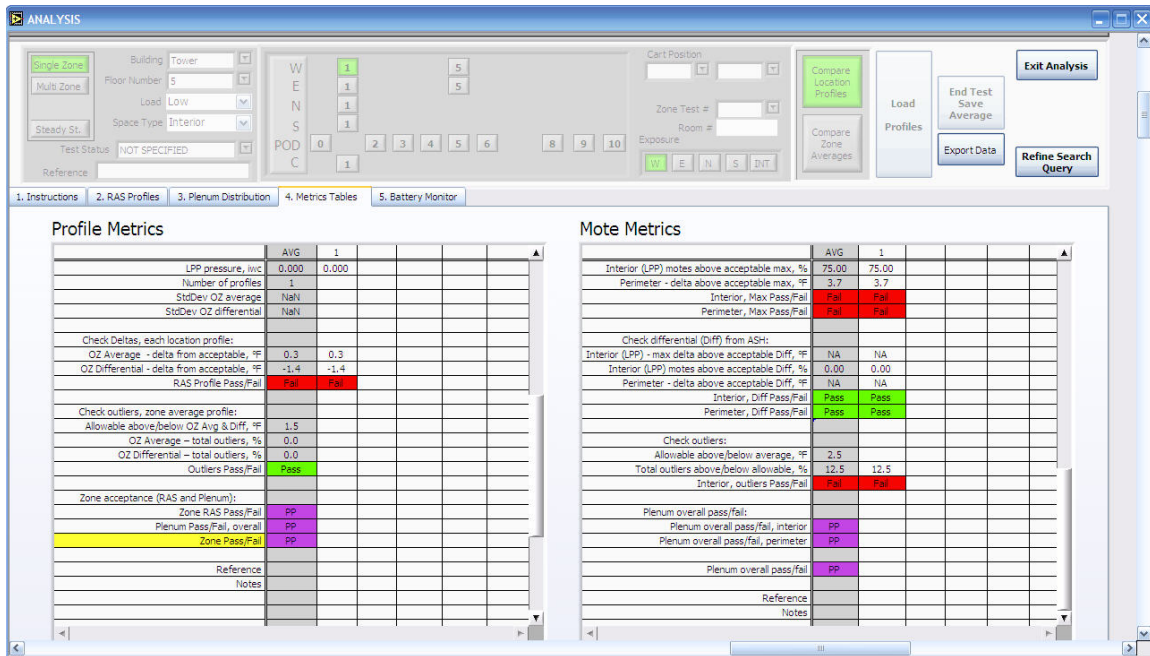 ANALYSIS
Single Zone
Multi Zone
Steady St.
Building Tower
Floor Number 5
Load Low
Space Type Interior
Test Status NOT SPECIFIED
Reference
W 1 5
E 1 5
N 1
S 1
POD 0 2 3 4 5 6 8 9 10
C 1
Cart Position
Zone Test #
Room #
Exposure
W E N S INT
Compare Location Profiles
Compare Zone Averages
Load Profiles
End Test Save Average
Export Data
Exit Analysis
Refine Search Query
1. Instructions 2. RAS Profiles 3. Plenum Distribution 4. Metrics Tables 5. Battery Monitor
Profile Metrics
AVG 1
LPP pressure, iwc 0.000 0.000
Number of profiles 1
StdDev OZ average NaN
StdDev OZ differential NaN
Check Deltas, each location profile:
OZ Average - delta from acceptable, ºF 0.3 0.3
OZ Differential - delta from acceptable, ºF -1.4 -1.4
RAS Profile Pass/Fail Fail Fail
Check outliers, zone average profile:
Allowable above/below OZ Avg & Diff, ºF 1.5
OZ Average – total outliers, % 0.0
OZ Differential – total outliers, % 0.0
Outliers Pass/Fail Pass
Zone acceptance (RAS and Plenum):
Zone RAS Pass/Fail PP
Plenum Pass/Fail, overall PP
Zone Pass/Fail PP
Reference
Notes
Mote Metrics
AVG 1
Interior (LPP) motes above acceptable max, % 75.00 75.00
Perimeter - delta above acceptable max, ºF 3.7 3.7
Interior, Max Pass/Fail Fail Fail
Perimeter, Max Pass/Fail Fail Fail
Check differential (Diff) from ASH:
Interior (LPP) - max delta above acceptable Diff, ºF NA NA
Interior (LPP) motes above acceptable Diff, % 0.00 0.00
Perimeter - delta above acceptable Diff, ºF NA NA
Interior, Diff Pass/Fail Pass Pass
Perimeter, Diff Pass/Fail Pass Pass
Check outliers:
Allowable above/below average, ºF 2.5
Total outliers above/below allowable, % 12.5 12.5
Interior, outliers Pass/Fail Fail Fail
Plenum overall pass/fail:
Plenum overall pass/fail, interior PP
Plenum overall pass/fail, perimeter PP
Plenum overall pass/fail PP
Reference
Notes